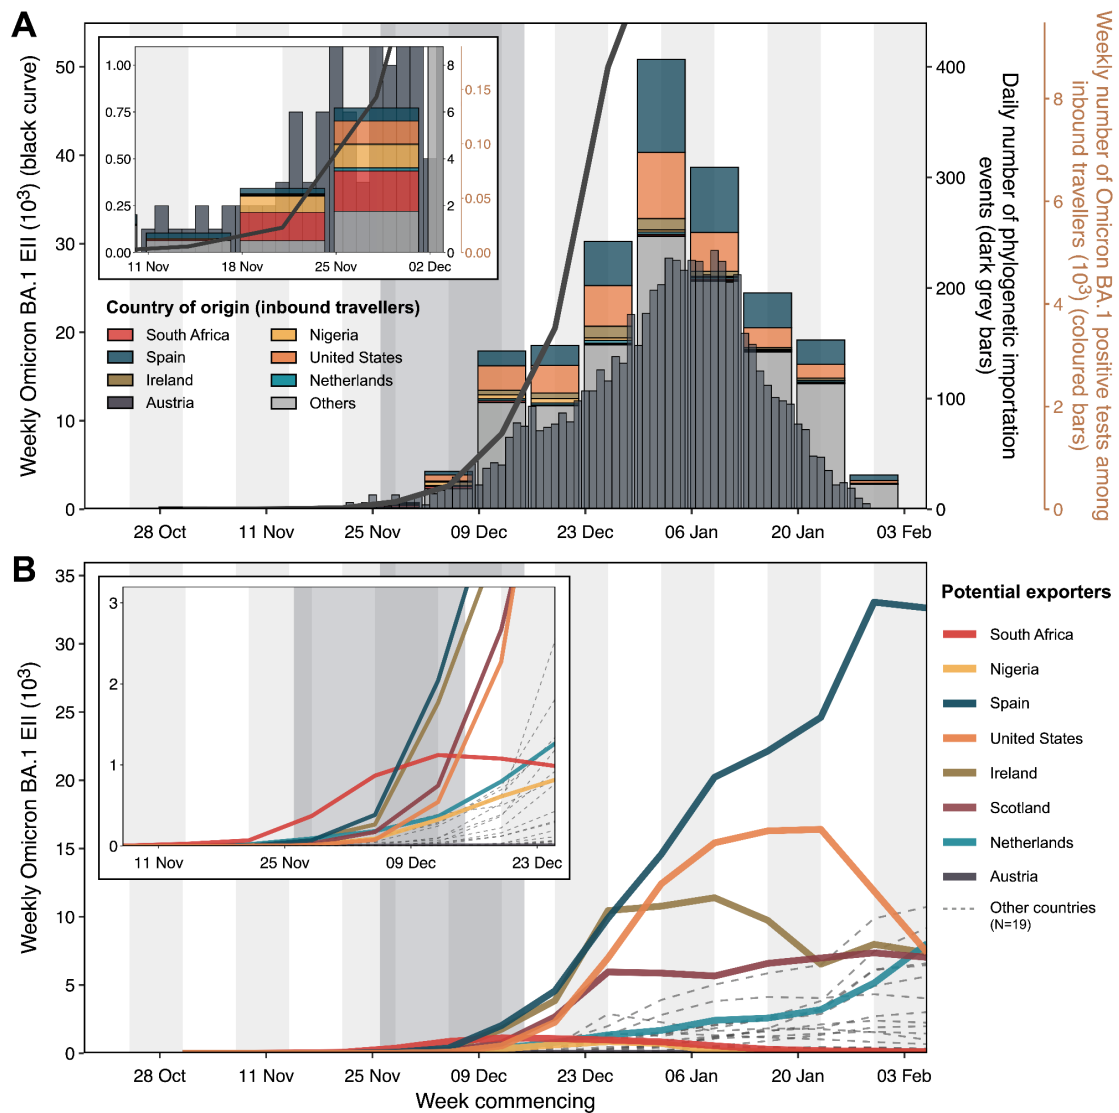 A
Weekly Omicron BA.1 EII (10³) (black curve)
50
40
30
20
10
0
1.00
0.75
0.50
0.25
0.00
8
6
4
2
0
0.15
0.10
0.05
0.00
11 Nov
18 Nov
25 Nov
02 Dec
Country of origin (inbound travellers)
South Africa
Spain
Ireland
Austria
Nigeria
United States
Netherlands
Others
400
300
200
100
0
Daily number of phylogenetic importation
events (dark grey bars)
8
6
4
2
0
Weekly number of Omicron BA.1 positive tests among
inbound travellers (10³) (coloured bars)
28 Oct
11 Nov
25 Nov
09 Dec
23 Dec
06 Jan
20 Jan
03 Feb
B
Weekly Omicron BA.1 EII (10³)
35
30
25
20
15
10
5
0
3
2
1
0
11 Nov
25 Nov
09 Dec
23 Dec
28 Oct
11 Nov
25 Nov
09 Dec
23 Dec
06 Jan
20 Jan
03 Feb
Week commencing
Potential exporters
South Africa
Nigeria
Spain
United States
Ireland
Scotland
Netherlands
Austria
Other countries
(N=19)